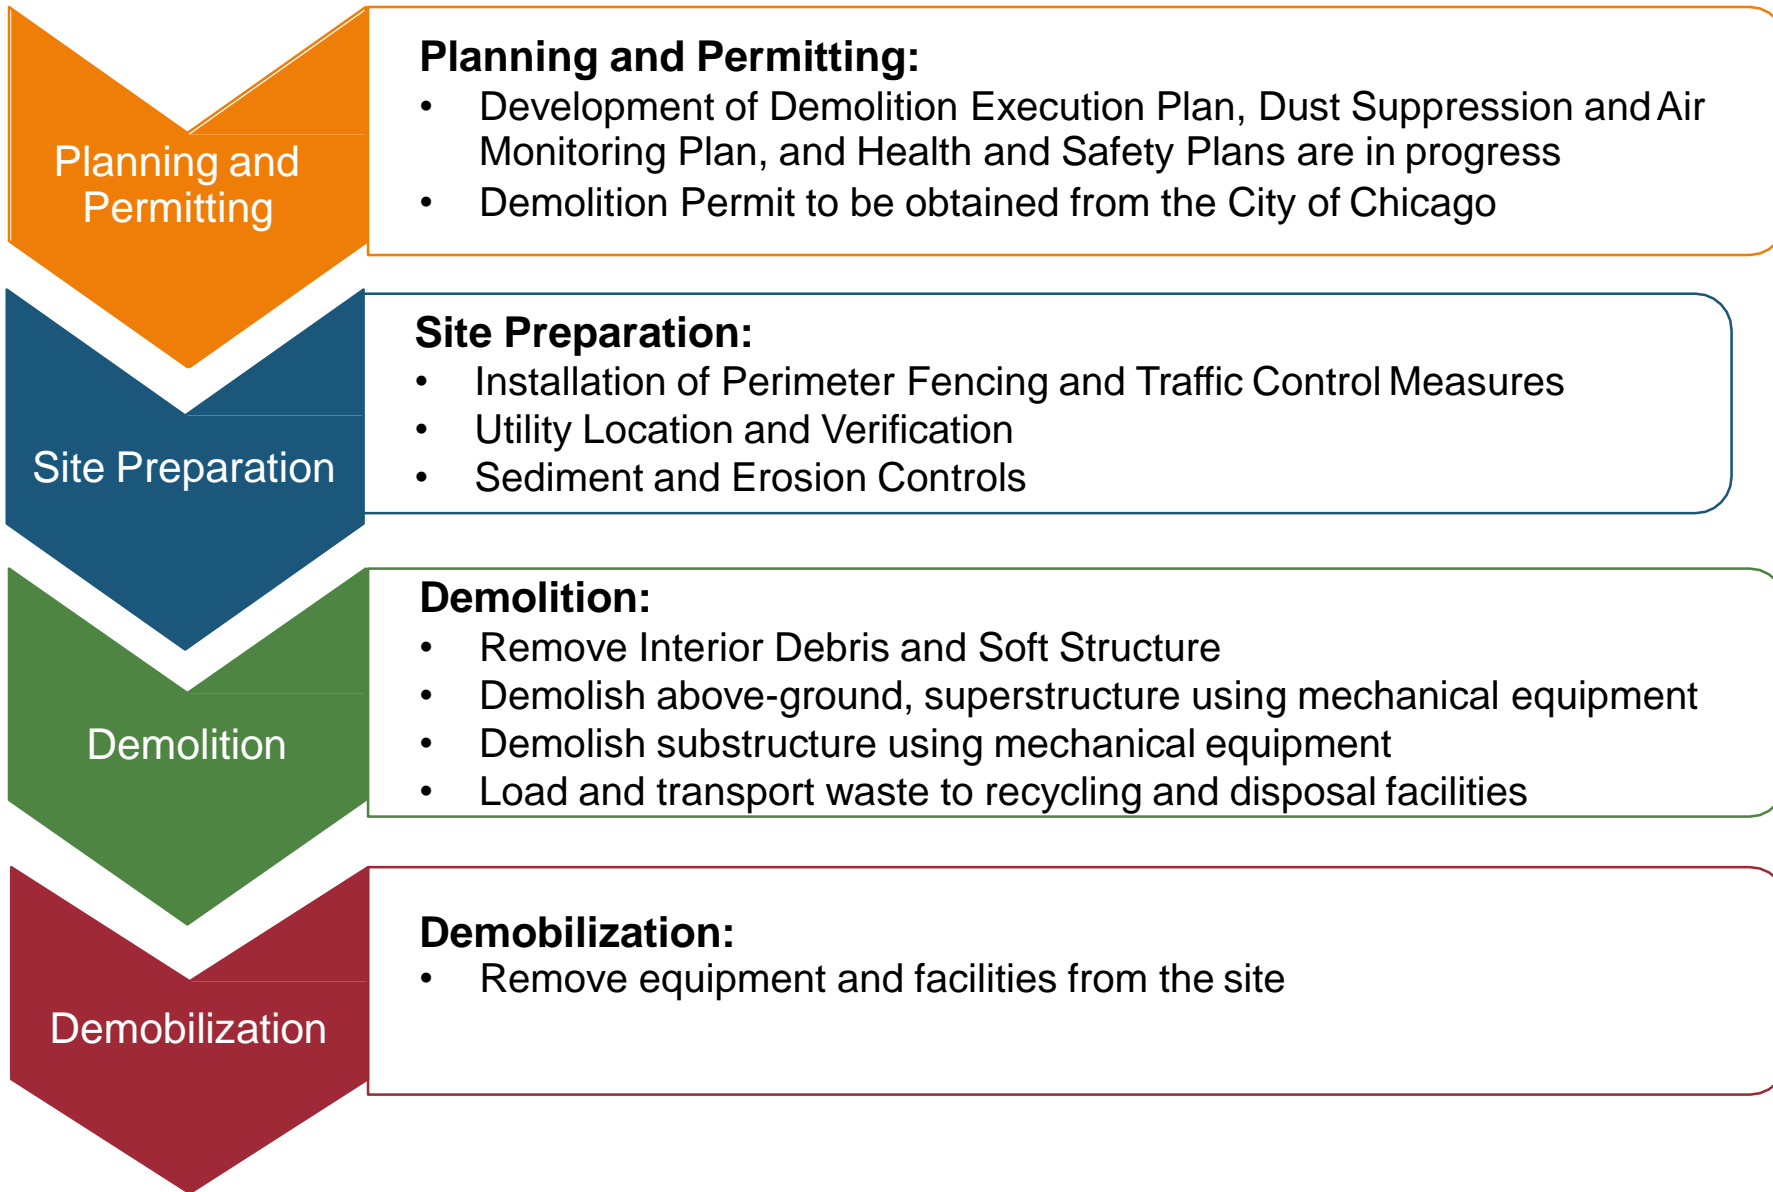 Planning and
Permitting
Planning and Permitting:
• Development of Demolition Execution Plan, Dust Suppression and Air
Monitoring Plan, and Health and Safety Plans are in progress
• Demolition Permit to be obtained from the City of Chicago
Site Preparation
Site Preparation:
• Installation of Perimeter Fencing and Traffic Control Measures
• Utility Location and Verification
• Sediment and Erosion Controls
Demolition
Demolition:
• Remove Interior Debris and Soft Structure
• Demolish above-ground, superstructure using mechanical equipment
• Demolish substructure using mechanical equipment
• Load and transport waste to recycling and disposal facilities
Demobilization
Demobilization:
• Remove equipment and facilities from the site